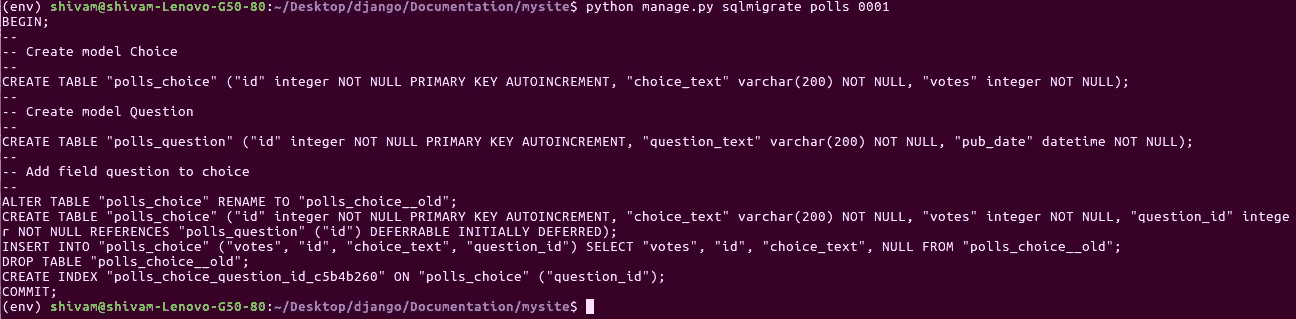 (env) shivam@shivam-Lenovo-G50-80:~/Desktop/django/Documentation/mysite$ python manage.py sqlmigrate polls 0001
BEGIN;
--
-- Create model Choice
--
CREATE TABLE "polls_choice" ("id" integer NOT NULL PRIMARY KEY AUTOINCREMENT, "choice_text" varchar(200) NOT NULL, "votes" integer NOT NULL);
--
-- Create model Question
--
CREATE TABLE "polls_question" ("id" integer NOT NULL PRIMARY KEY AUTOINCREMENT, "question_text" varchar(200) NOT NULL, "pub_date" datetime NOT NULL);
--
-- Add field question to choice
--
ALTER TABLE "polls_choice" RENAME TO "polls_choice__old";
CREATE TABLE "polls_choice" ("id" integer NOT NULL PRIMARY KEY AUTOINCREMENT, "choice_text" varchar(200) NOT NULL, "votes" integer NOT NULL, "question_id" intege
r NOT NULL REFERENCES "polls_question" ("id") DEFERRABLE INITIALLY DEFERRED);
INSERT INTO "polls_choice" ("votes", "id", "choice_text", "question_id") SELECT "votes", "id", "choice_text", NULL FROM "polls_choice__old";
DROP TABLE "polls_choice__old";
CREATE INDEX "polls_choice_question_id_c5b4b260" ON "polls_choice" ("question_id");
COMMIT;
(env) shivam@shivam-Lenovo-G50-80:~/Desktop/django/Documentation/mysite$